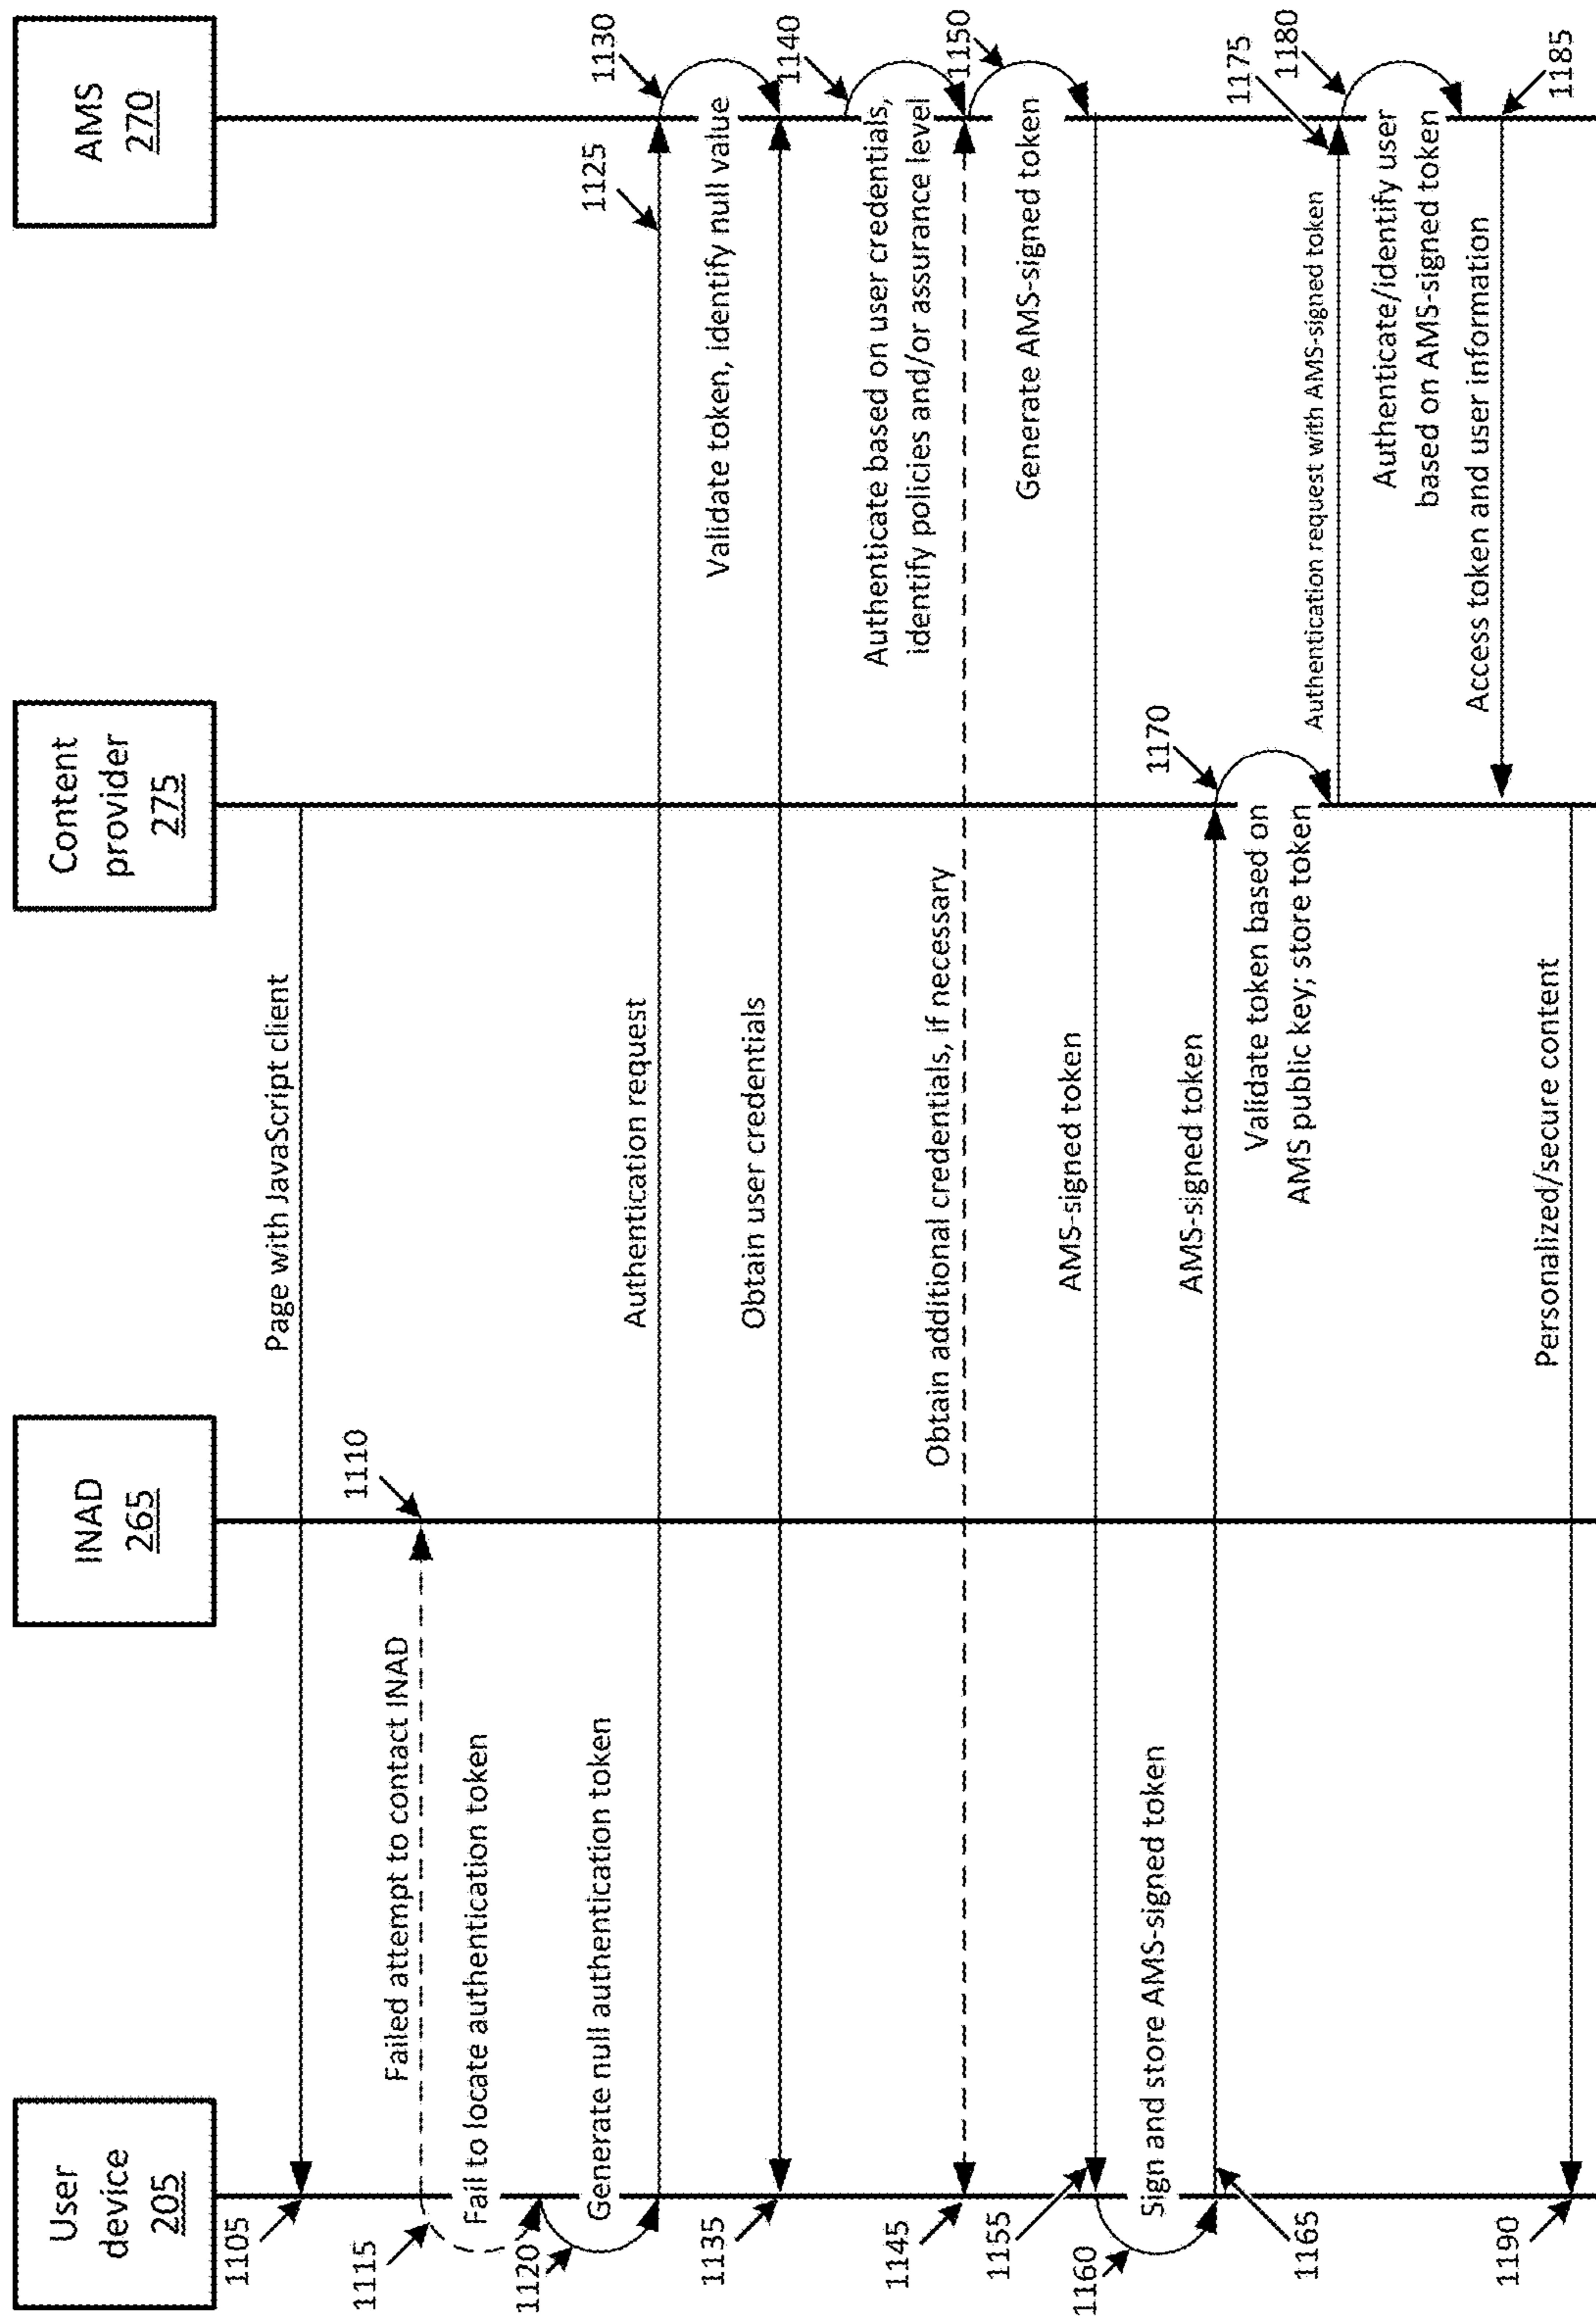 User
device
205
INAD
265
Content
provider
275
AMS
270
1105
Page with JavaScript client
1110
Failed attempt to contact INAD
1115
Fail to locate authentication token
1120
Generate null authentication token
Authentication request
1125
1130
Validate token, identify null value
1135
Obtain user credentials
1140
Authenticate based on user credentials,
identify policies and/or assurance level
1145
Obtain additional credentials, if necessary
1150
Generate AMS-signed token
1155
AMS-signed token
1160
Sign and store AMS-signed token
1165
AMS-signed token
1170
Validate token based on
AMS public key; store token
1175
Authentication request with AMS-signed token
1180
Authenticate/identify user
based on AMS-signed token
1185
Access token and user information
1190
Personalized/secure content